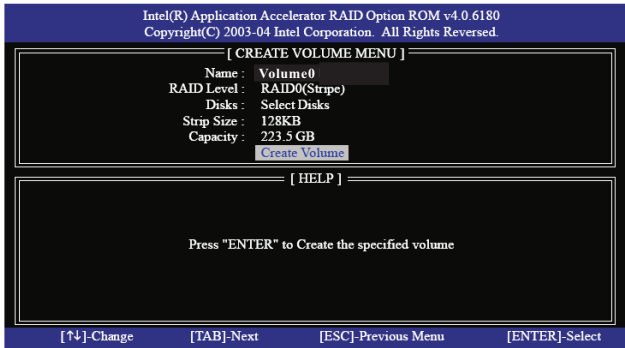 Intel(R) Application Accelerator RAID Option ROM v4.0.6180
Copyright(C) 2003-04 Intel Corporation. All Rights Reversed.
[ CREATE VOLUME MENU ]
Name : Volume0
RAID Level : RAID0(Stripe)
Disks : Select Disks
Strip Size : 128KB
Capacity : 223.5 GB
Create Volume
[ HELP ]
Press "ENTER" to Create the specified volume
[↑↓]-Change [TAB]-Next [ESC]-Previous Menu [ENTER]-Select